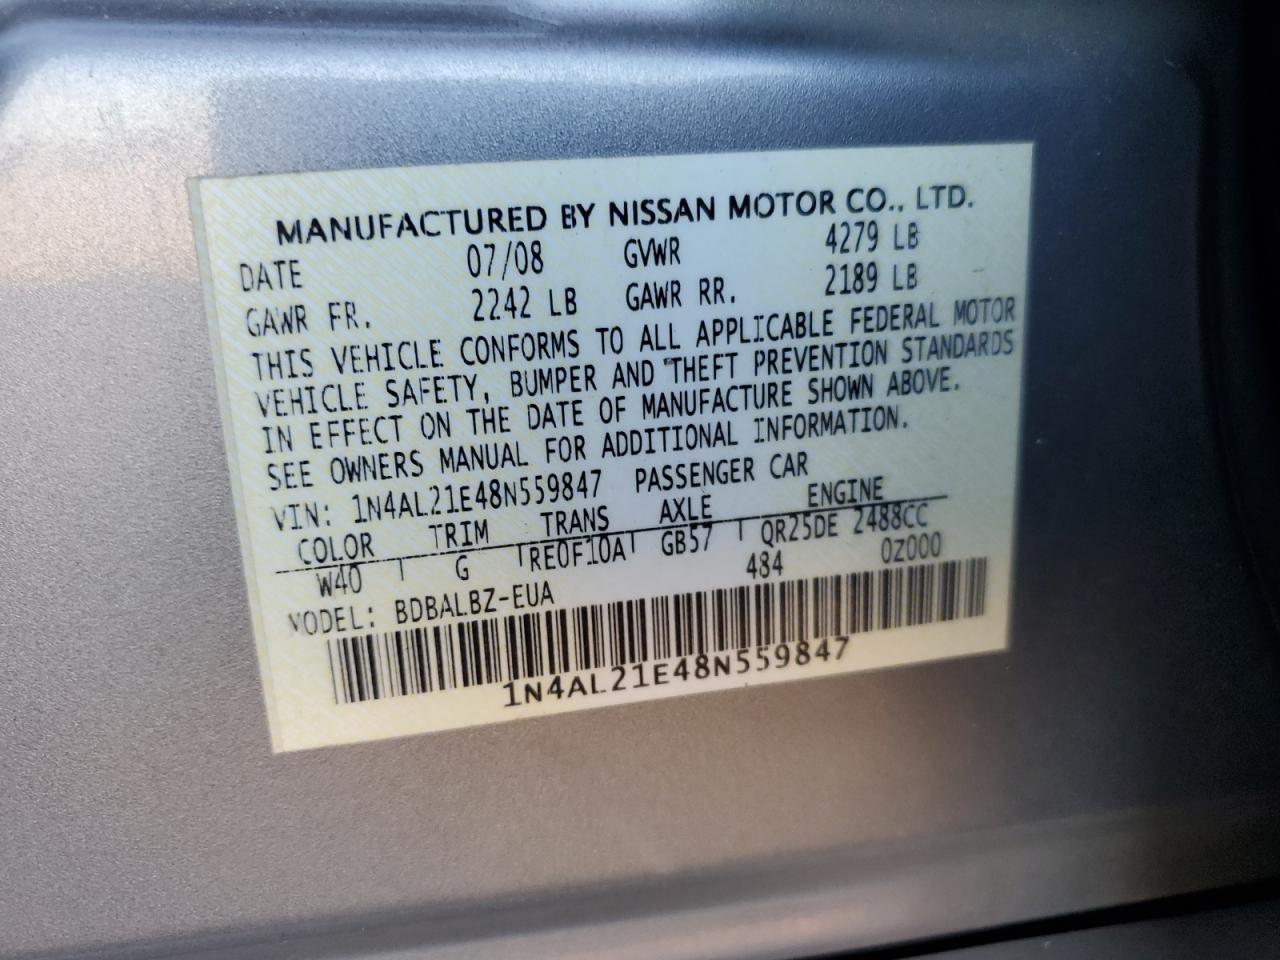 MANUFACTURED BY NISSAN MOTOR CO., LTD.
DATE 07/08 GVWR 4279 LB
GAWR FR. 2242 LB GAWR RR. 2189 LB
THIS VEHICLE CONFORMS TO ALL APPLICABLE FEDERAL MOTOR
VEHICLE SAFETY, BUMPER AND THEFT PREVENTION STANDARDS
IN EFFECT ON THE DATE OF MANUFACTURE SHOWN ABOVE.
SEE OWNERS MANUAL FOR ADDITIONAL INFORMATION.
VIN: 1N4AL21E48N559847 PASSENGER CAR
COLOR TRIM TRANS AXLE ENGINE
W40 G RE0F10A GB57 QR25DE 2488CC
MODEL: BDBALBZ-EUA 484 0Z000
1N4AL21E48N559847